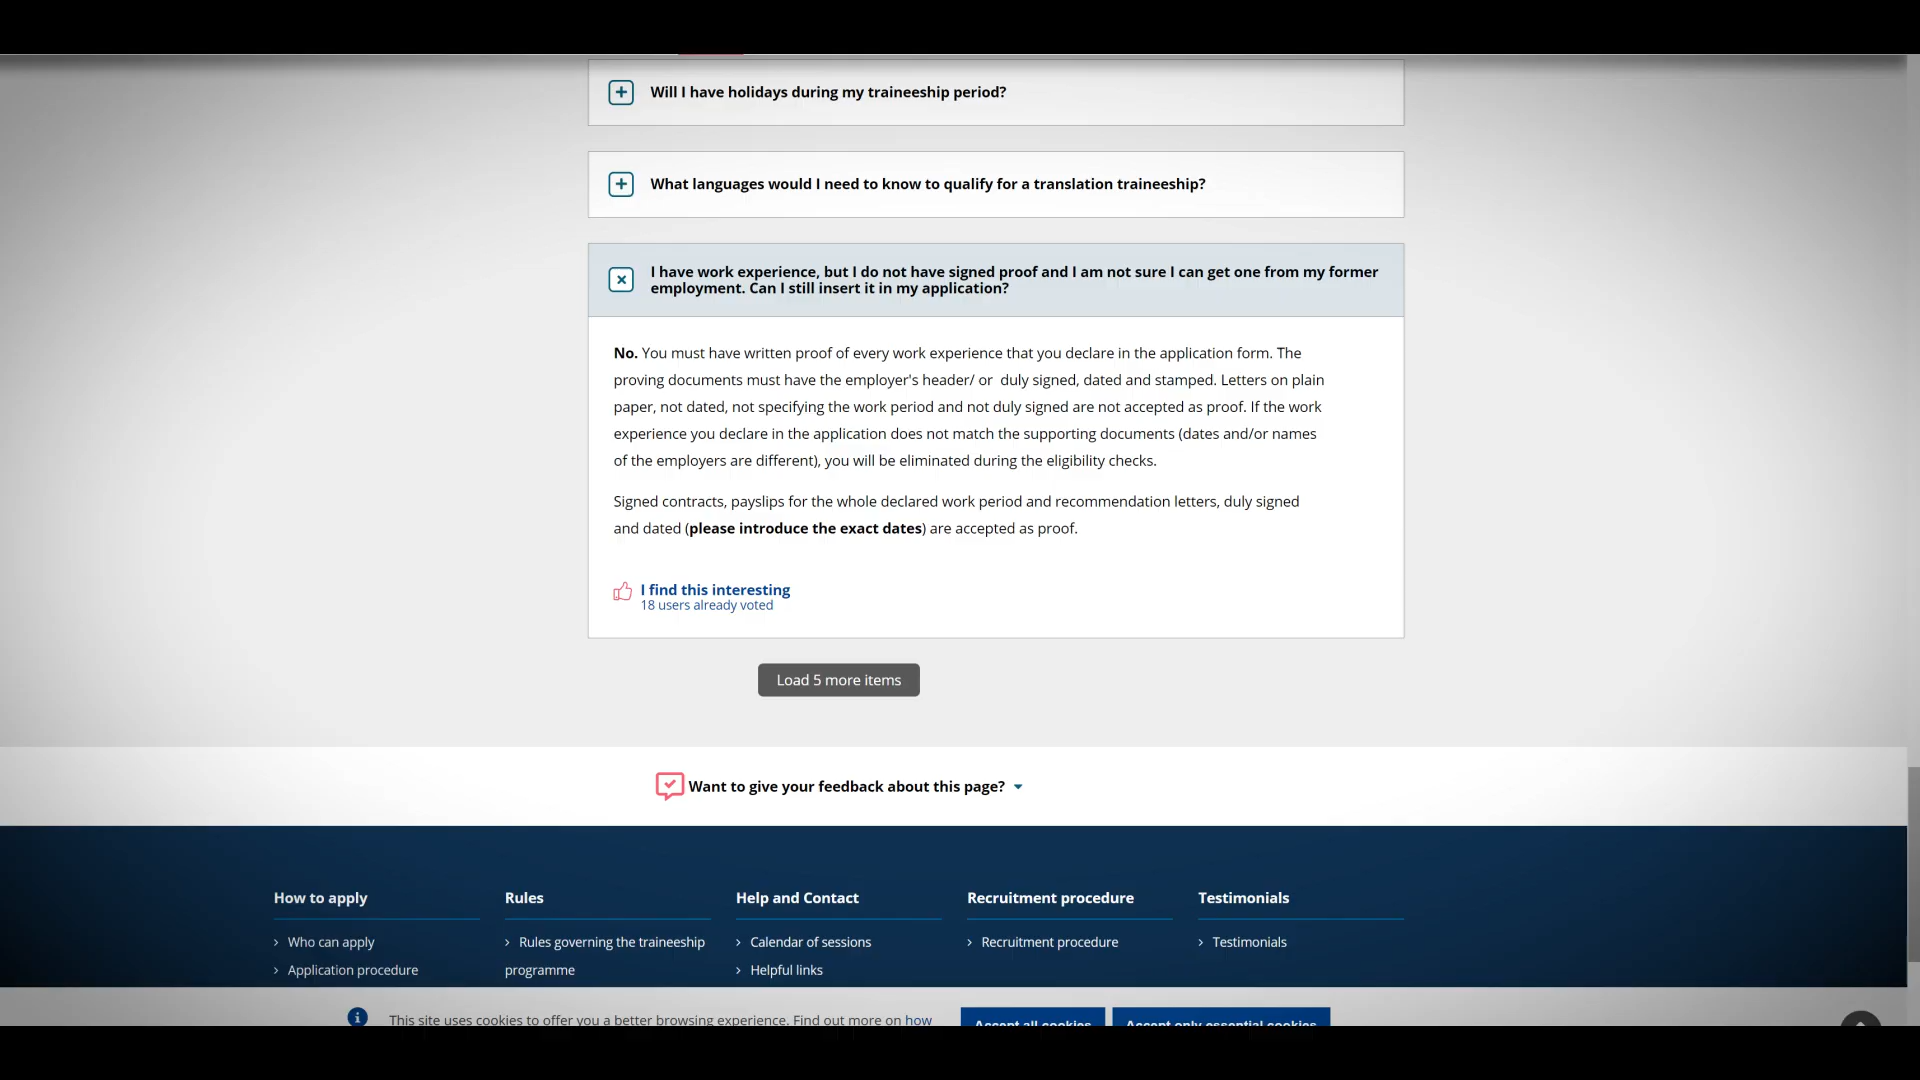 Will I have holidays during my traineeship period?
What languages would I need to know to qualify for a translation traineeship?
I have work experience, but I do not have signed proof and I am not sure I can get one from my former
employment. Can I still insert it in my application?
No. You must have written proof of every work experience that you declare in the application form. The
proving documents must have the employer's header/ or duly signed, dated and stamped. Letters on plain
paper, not dated, not specifying the work period and not duly signed are not accepted as proof. If the work
experience you declare in the application does not match the supporting documents (dates and/or names
of the employers are different), you will be eliminated during the eligibility checks.
Signed contracts, payslips for the whole declared work period and recommendation letters, duly signed
and dated (please introduce the exact dates) are accepted as proof.
I find this interesting
18 users already voted
Load 5 more items
Want to give your feedback about this page?
How to apply
Who can apply
Application procedure
Rules
Rules governing the traineeship
programme
Help and Contact
Calendar of sessions
Helpful links
Recruitment procedure
Recruitment procedure
Testimonials
Testimonials
This site uses cookies to offer you a better browsing experience. Find out more on how
Accept all cookies
Accept only essential cookies